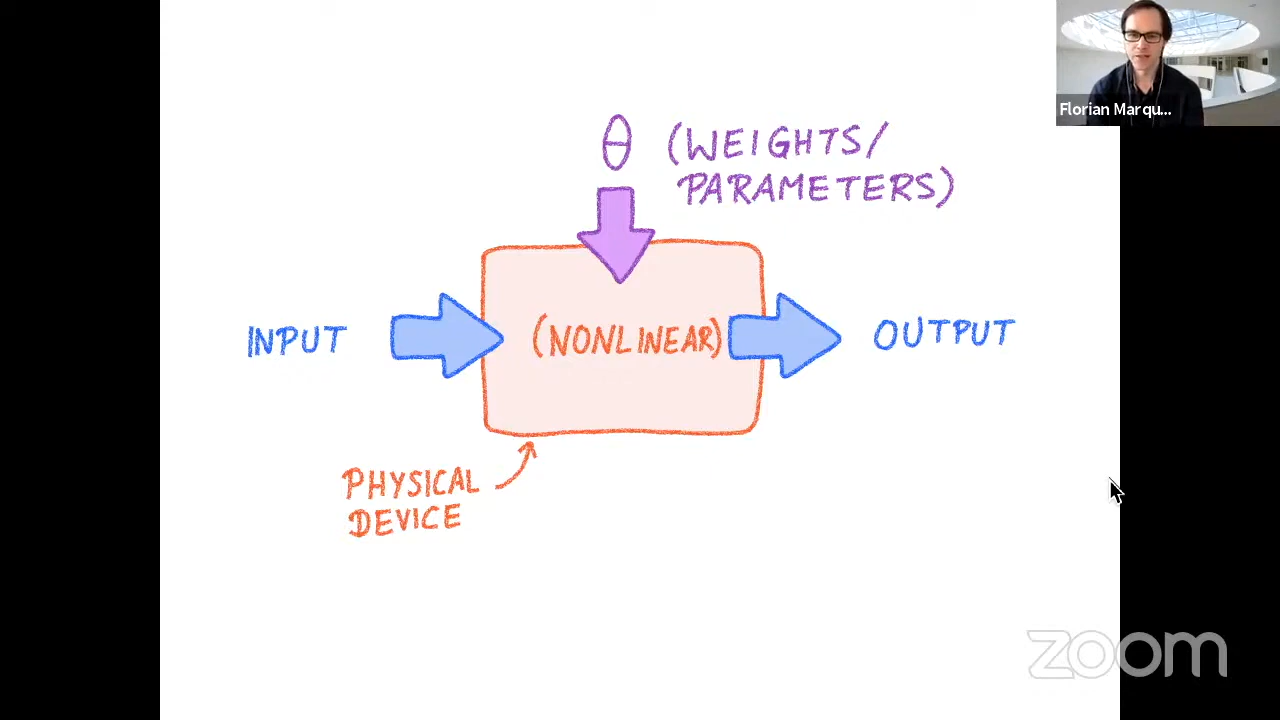 Florian Marqu...
θ (WEIGHTS/
PARAMETERS)
INPUT
(NONLINEAR)
OUTPUT
PHYSICAL
DEVICE
zoom